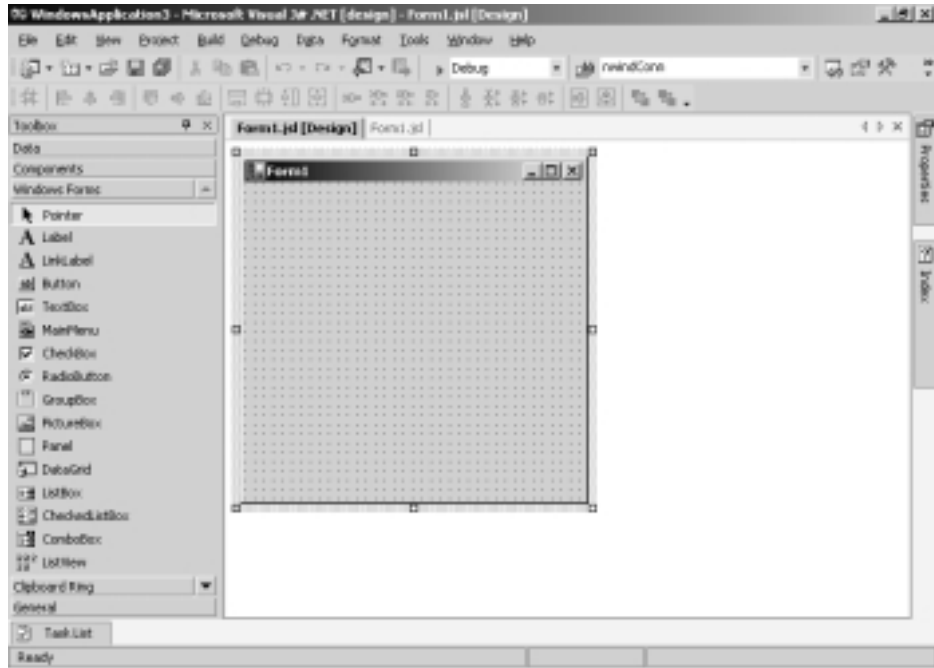 WindowsApplication3 - Microsoft Visual J# .NET [design] - Form1.jsl [Design]
File Edit View Project Build Debug Data Format Tools Window Help
Debug nwindConn
Toolbox
Form1.jsl [Design] Form1.jsl
Data
Components
Windows Forms
Form1
Pointer
Label
LinkLabel
Button
TextBox
MainMenu
CheckBox
RadioButton
GroupBox
PictureBox
Panel
DataGrid
ListBox
CheckedListBox
ComboBox
ListView
Clipboard Ring
General
Properties
Index
Task List
Ready